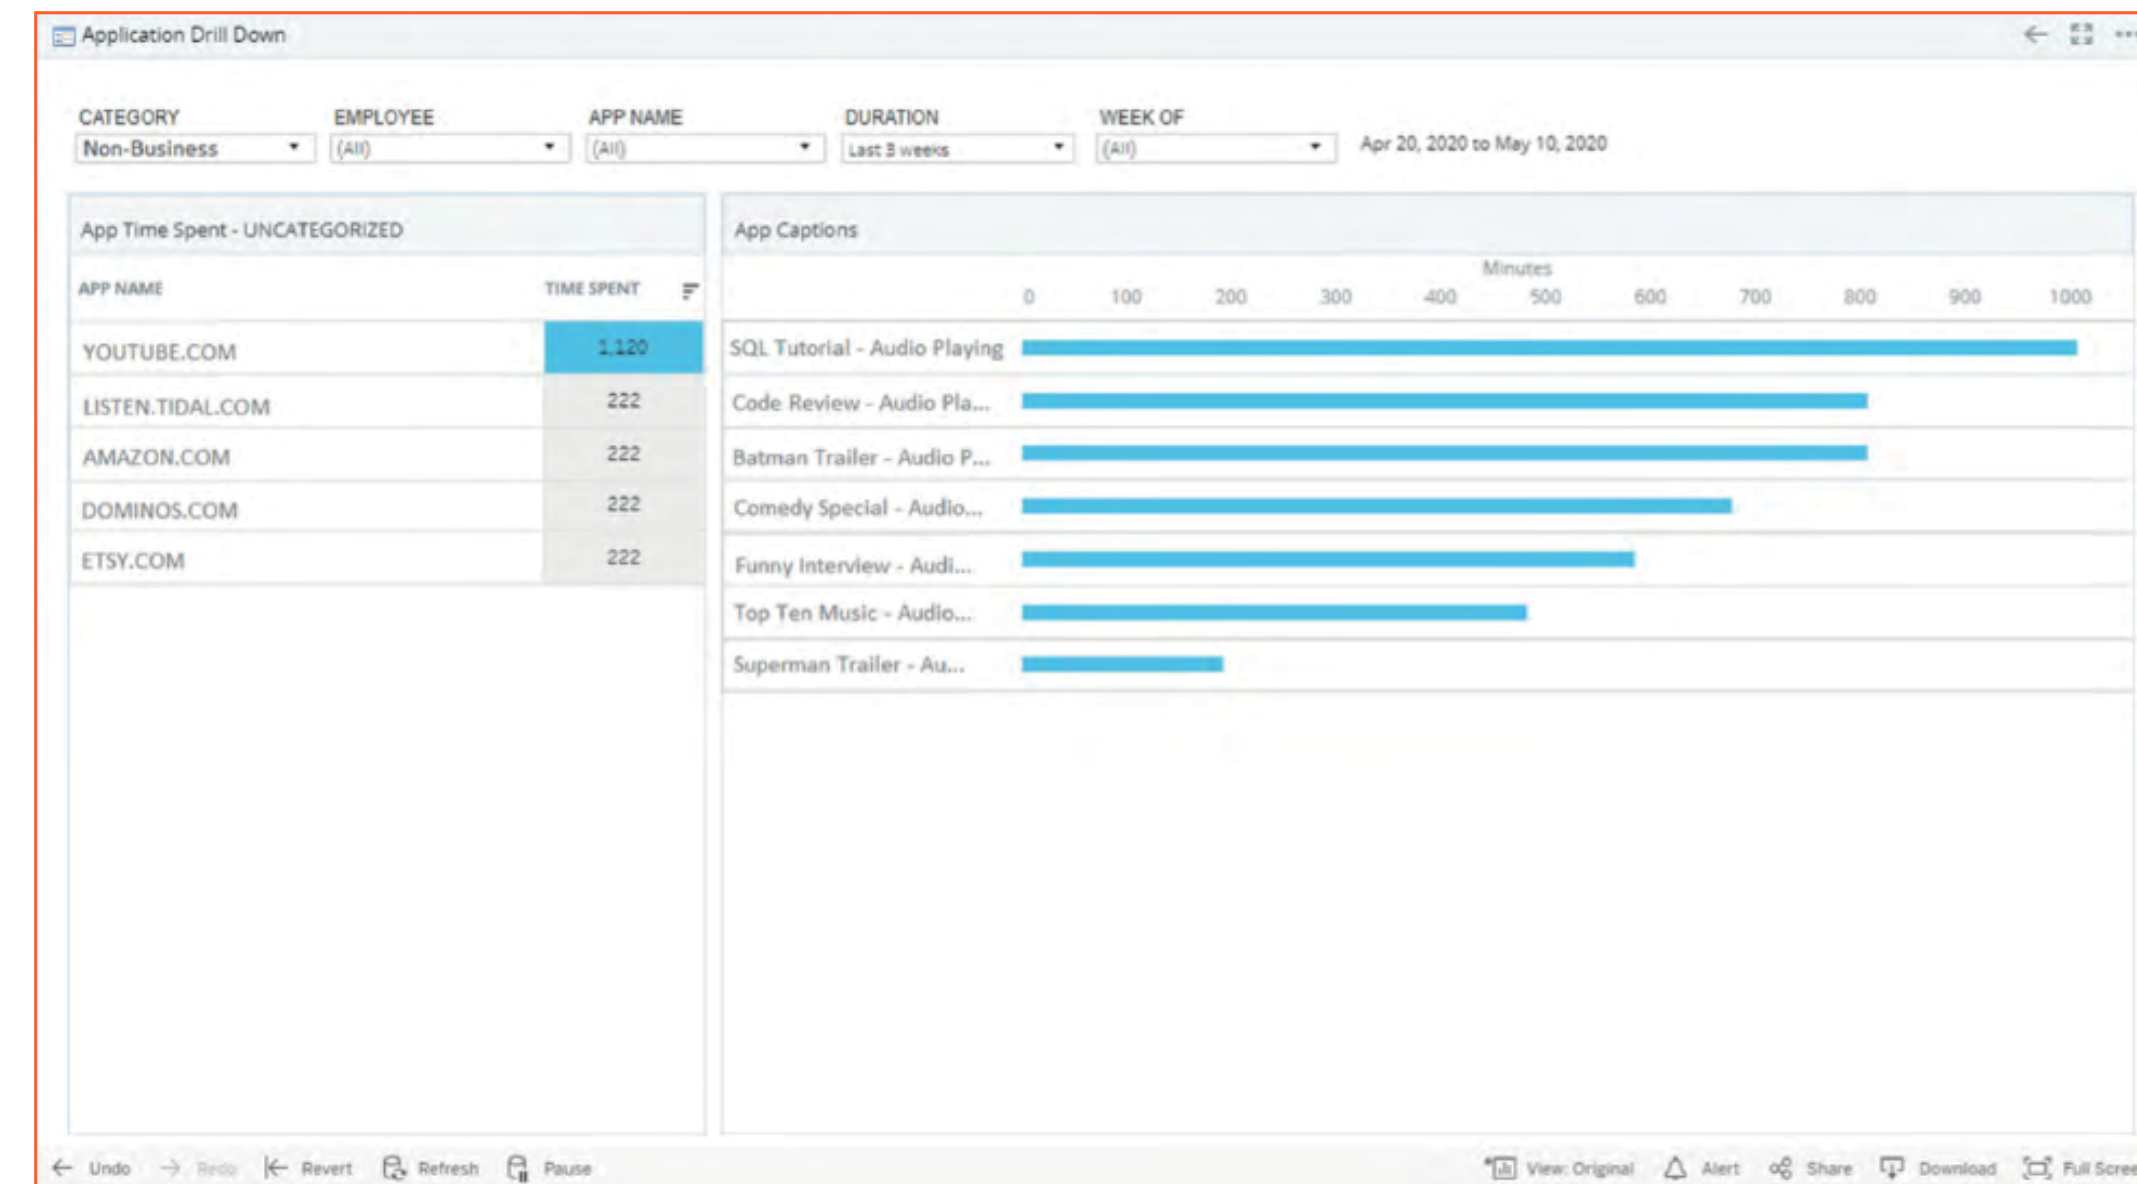 Application Drill Down
CATEGORY EMPLOYEE APP NAME DURATION WEEK OF
Non-Business (All) (All) Last 3 weeks (All) Apr 20, 2020 to May 10, 2020
App Time Spent - UNCATEGORIZED
APP NAME TIME SPENT
YOUTUBE.COM 1,120
LISTEN.TIDAL.COM 222
AMAZON.COM 222
DOMINOS.COM 222
ETSY.COM 222
App Captions
Minutes
0 100 200 300 400 500 600 700 800 900 1000
SQL Tutorial - Audio Playing
Code Review - Audio Pla...
Batman Trailer - Audio P...
Comedy Special - Audio...
Funny Interview - Audi...
Top Ten Music - Audio...
Superman Trailer - Au...
Undo Redo Revert Refresh Pause View: Original Alert Share Download Full Scree